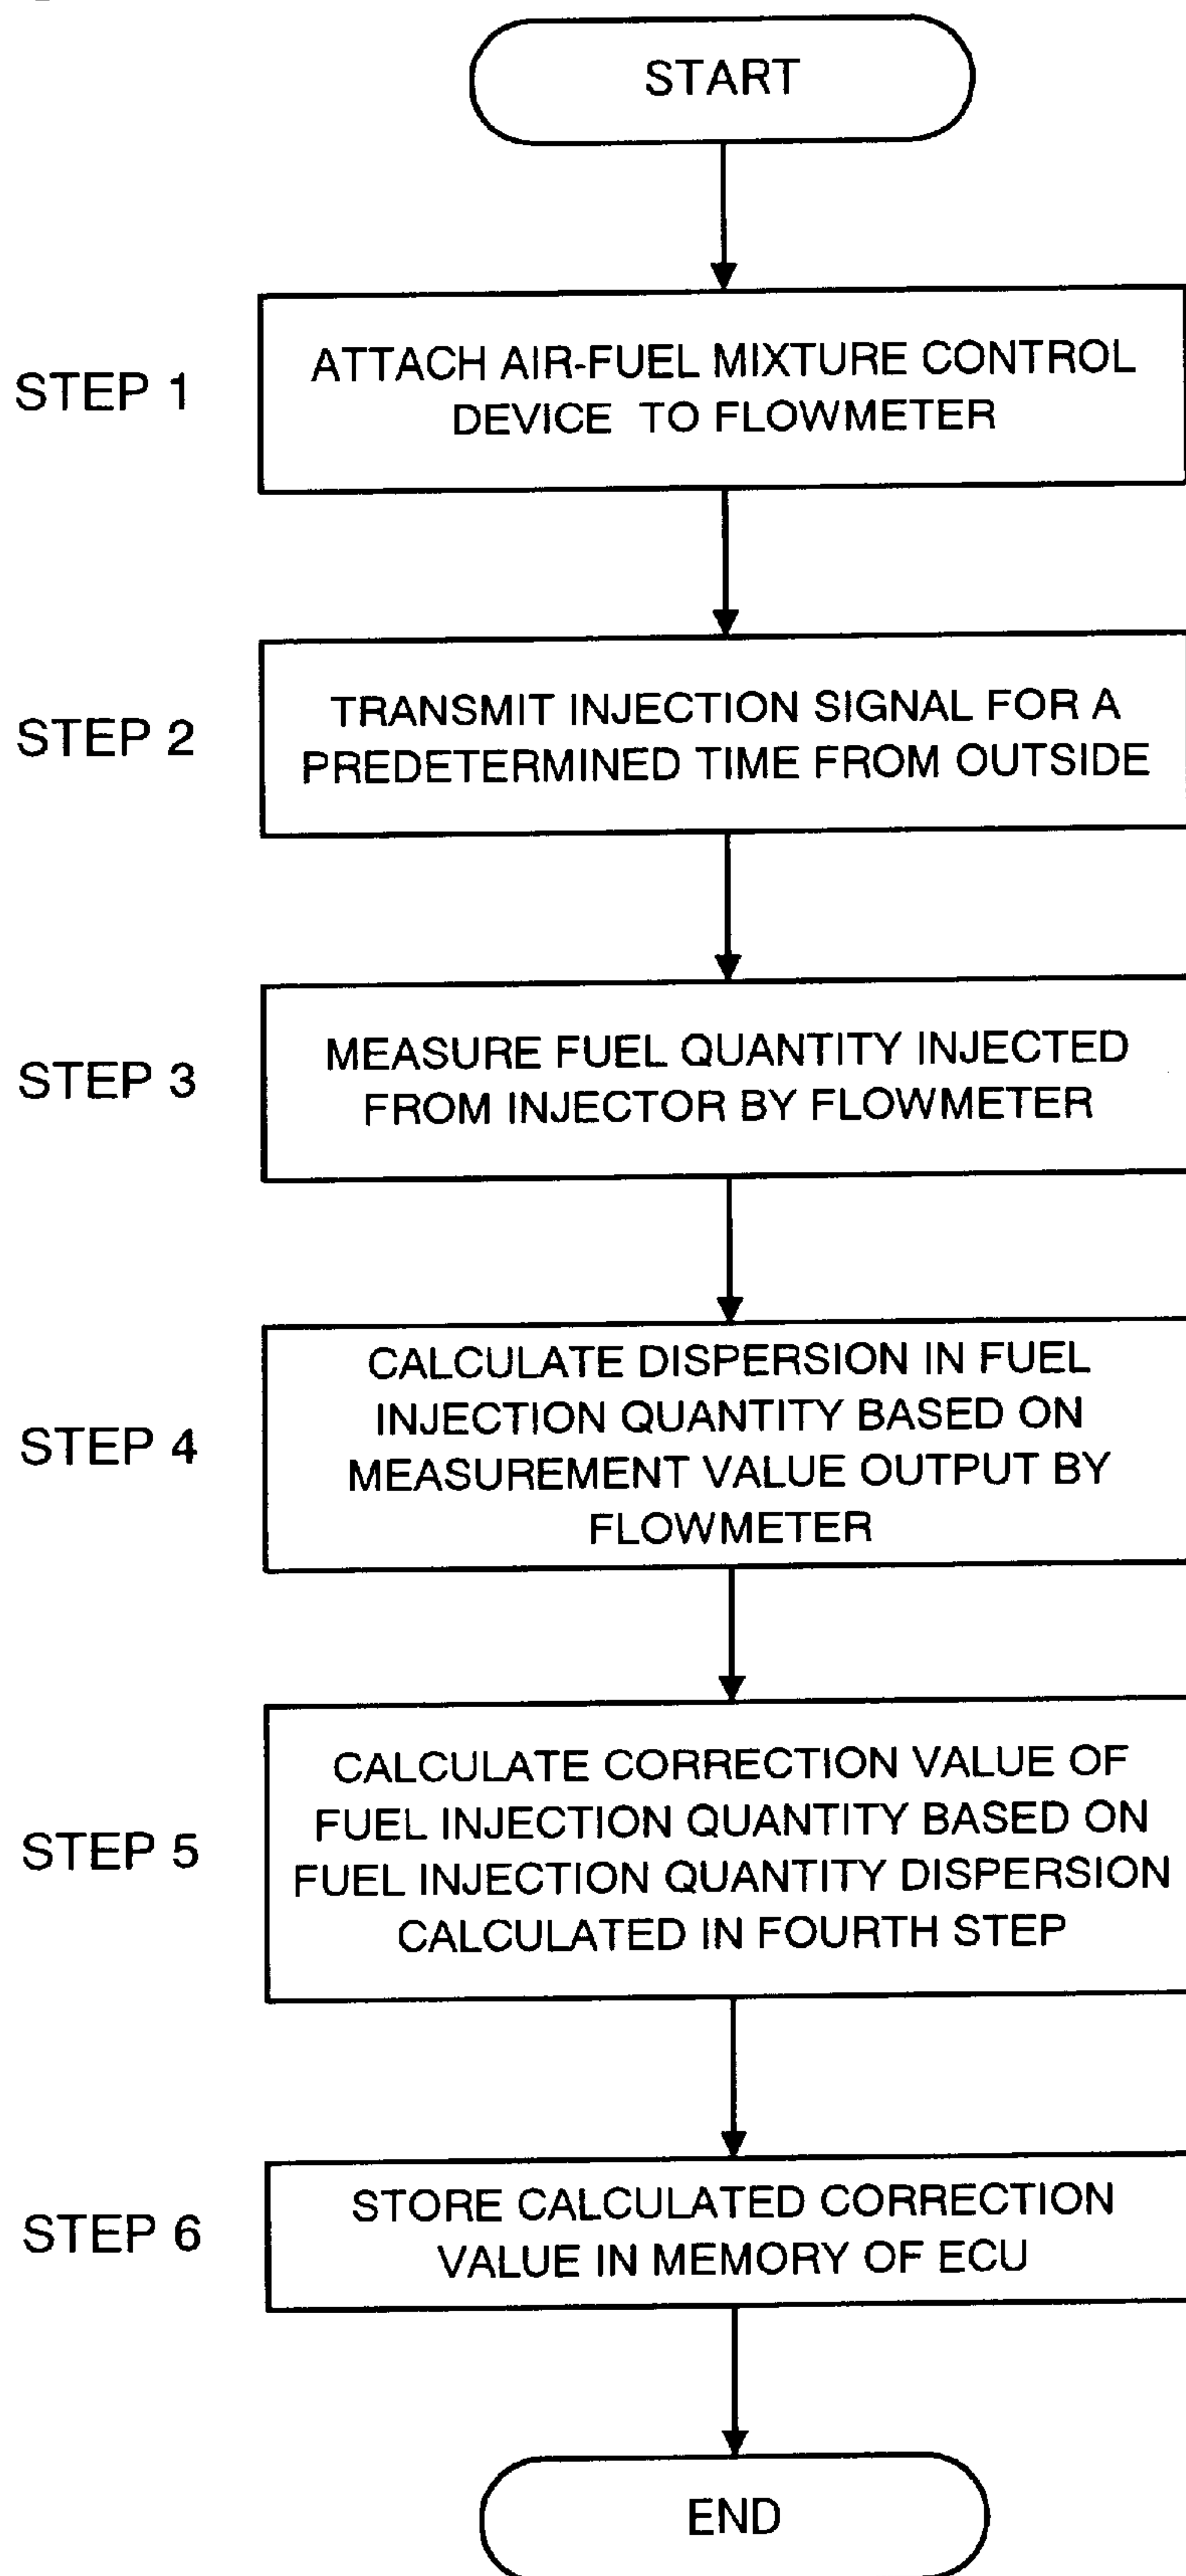 START
STEP 1
ATTACH AIR-FUEL MIXTURE CONTROL
DEVICE TO FLOWMETER
STEP 2
TRANSMIT INJECTION SIGNAL FOR A
PREDETERMINED TIME FROM OUTSIDE
STEP 3
MEASURE FUEL QUANTITY INJECTED
FROM INJECTOR BY FLOWMETER
STEP 4
CALCULATE DISPERSION IN FUEL
INJECTION QUANTITY BASED ON
MEASUREMENT VALUE OUTPUT BY
FLOWMETER
STEP 5
CALCULATE CORRECTION VALUE OF
FUEL INJECTION QUANTITY BASED ON
FUEL INJECTION QUANTITY DISPERSION
CALCULATED IN FOURTH STEP
STEP 6
STORE CALCULATED CORRECTION
VALUE IN MEMORY OF ECU
END